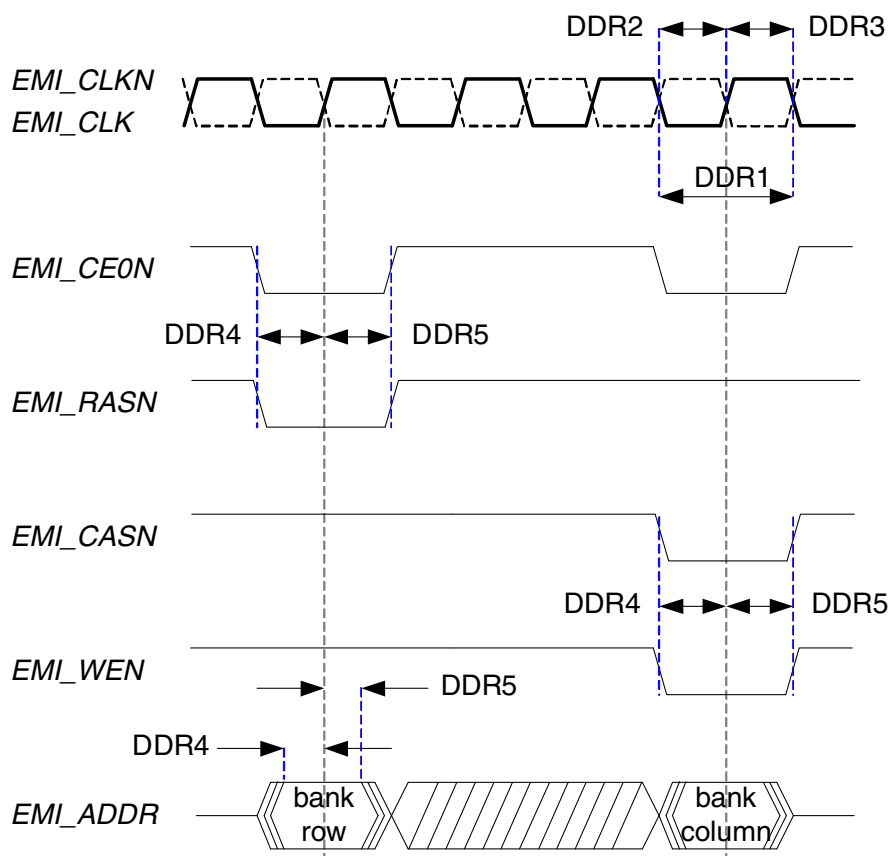 DDR2 DDR3
EMI_CLKN
EMI_CLK
DDR1
EMI_CE0N
DDR4 DDR5
EMI_RASN
EMI_CASN
DDR4 DDR5
EMI_WEN
DDR5
DDR4
EMI_ADDR
bank bank
row column